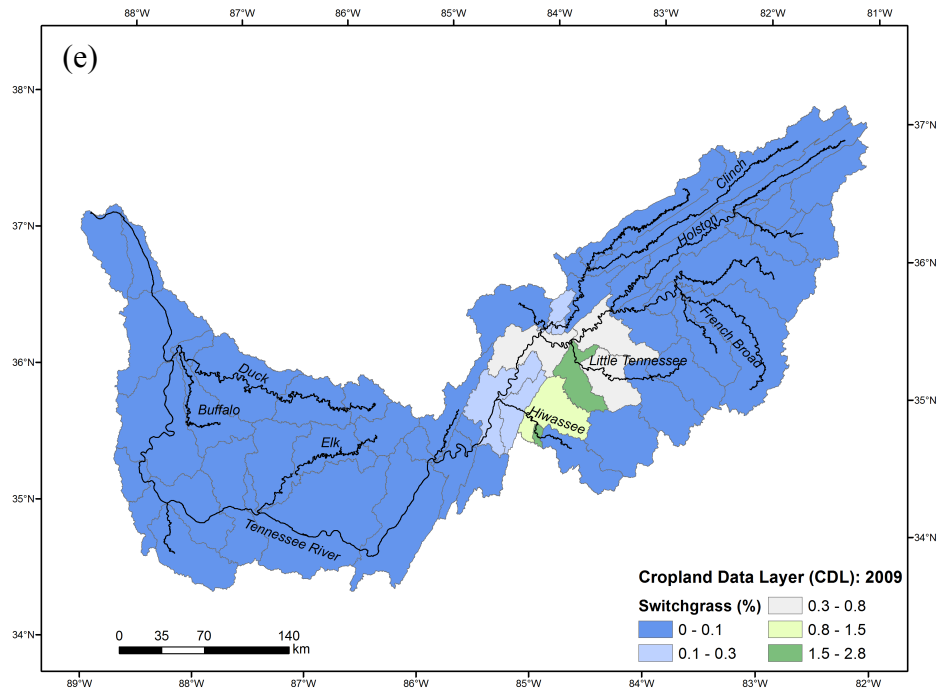 88°W 87°W 86°W 85°W 84°W 83°W 82°W 81°W
(e)
38°N
37°N
37°N
36°N
36°N
35°N
35°N
34°N
34°N
Clinch
Holston
French Broad
Little Tennessee
Hiwassee
Duck
Buffalo
Elk
Tennessee River
Cropland Data Layer (CDL): 2009
Switchgrass (%)
0 - 0.1
0.1 - 0.3
0.3 - 0.8
0.8 - 1.5
1.5 - 2.8
0 35 70 140
km
89°W 88°W 87°W 86°W 85°W 84°W 83°W 82°W